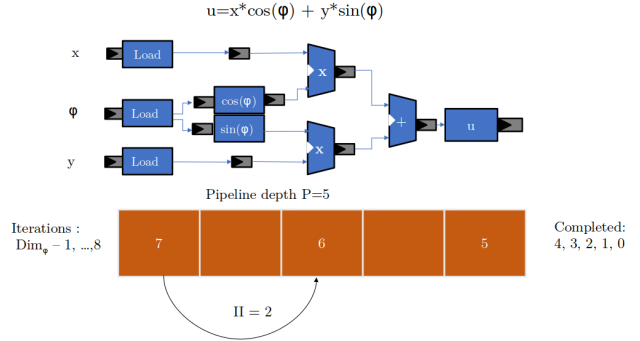 u=x*cos(φ) + y*sin(φ)
x
Load
x
cos(φ)
φ
Load
+
u
sin(φ)
x
y
Load
Pipeline depth P=5
Iterations :
Dimφ – 1, ...,8
7
6
5
Completed:
4, 3, 2, 1, 0
II = 2